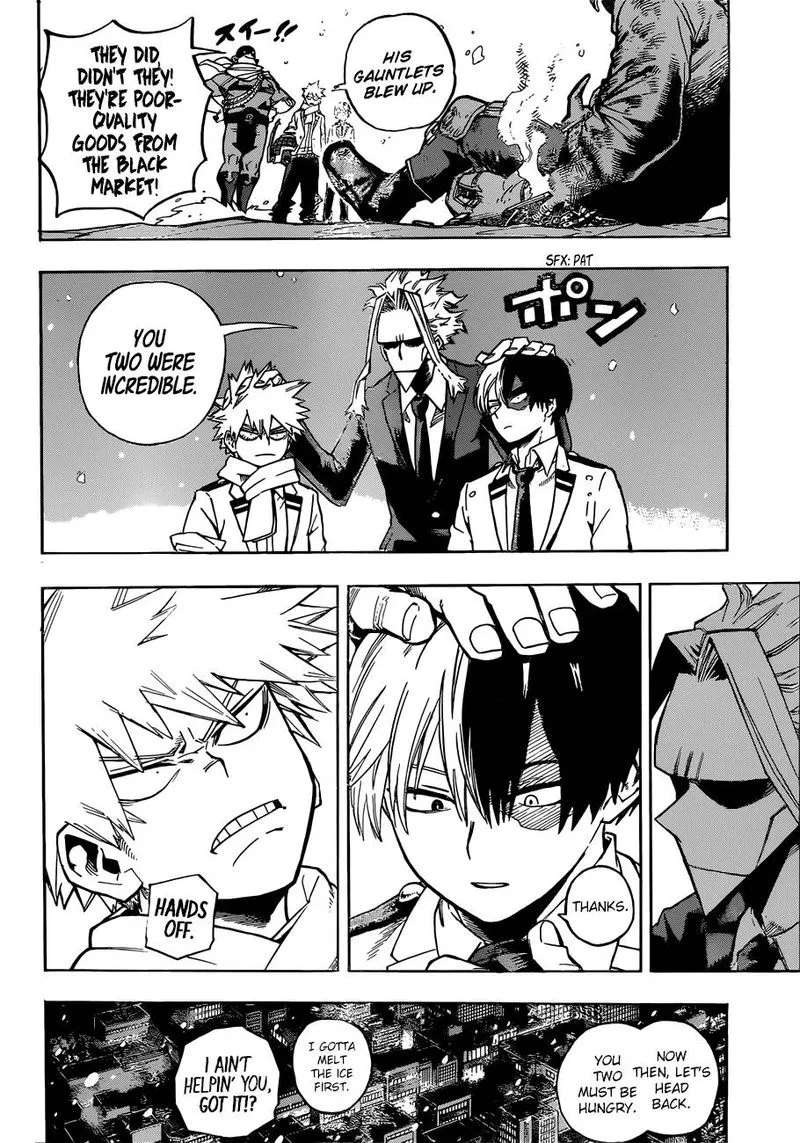 スイー!!
HIS
GAUNTLETS
BLEW UP.
THEY DID,
DIDN'T THEY!
THEY'RE POOR-
QUALITY
GOODS FROM
THE BLACK
MARKET!
SFX: PAT
ポン
YOU
TWO WERE
INCREDIBLE.
THANKS.
HANDS
OFF.
NOW
THEN, LET'S
HEAD
BACK.
YOU
TWO
MUST BE
HUNGRY.
I GOTTA
MELT
THE ICE
FIRST.
I AIN'T
HELPIN' YOU,
GOT IT!?